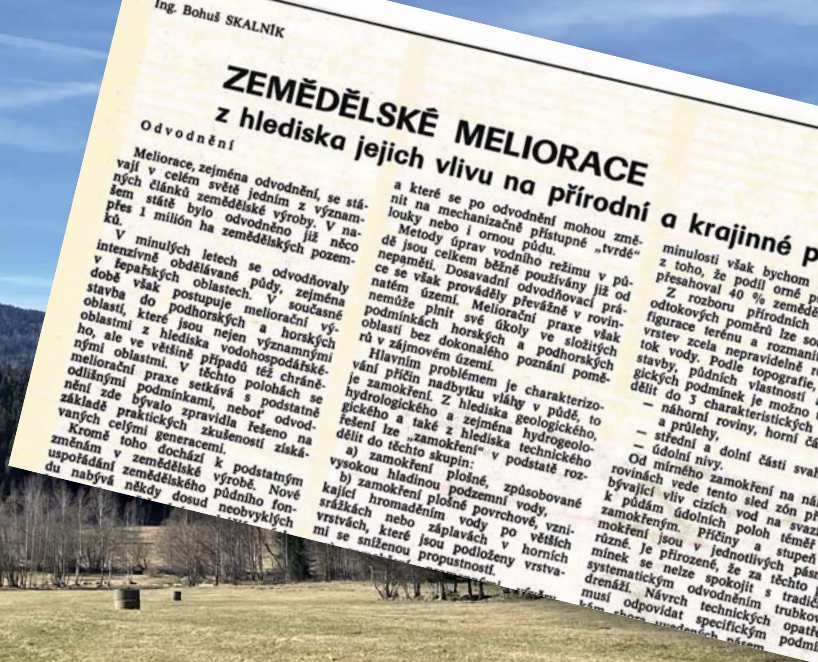 Ing. Bohuš SKALNÍK
ZEMĚDĚLSKÉ MELIORACE
z hlediska jejich vlivu na přírodní a krajinné p
Odvodnění
Meliorace, zejména odvodnění, se stá-
vají v celém světě jedním z význam-
ných článků zemědělské výroby. V na-
šem státě bylo odvodněno již něco
přes 1 milión ha zemědělských pozem-
ků.
V minulých letech se odvodňovaly
intenzívně obdělávané půdy, zejména
v řepařských oblastech. V současné
době však postupuje meliorační vý-
stavba do podhorských a horských
oblastí, které jsou nejen významnými
oblastmi z hlediska vodohospodářské-
ho, ale ve většině případů též chráně-
nými oblastmi. V těchto polohách se
meliorační praxe setkává s podstatně
odlišnými podmínkami, neboť odvod-
nění zde bývalo zpravidla řešeno na
základě praktických zkušeností získá-
vaných celými generacemi.
Kromě toho dochází k podstatným
změnám v zemědělské výrobě. Nové
uspořádání zemědělského půdního fon-
du nabývá někdy dosud neobvyklých
a které se po odvodnění mohou změ-
nit na mechanizačně přístupné „tvrdé“
louky nebo i ornou půdu.
Metody úprav vodního režimu v pů-
dě jsou celkem běžně používány již od
nepaměti. Dosavadní odvodňovací prá-
ce se však prováděly převážně v rovin-
natém území. Meliorační praxe však
nemůže plnit své úkoly ve složitých
podmínkách horských a podhorských
oblastí bez dokonalého poznání pomě-
rů v zájmovém území.
Hlavním problémem je charakterizo-
vání příčin nadbytku vláhy v půdě, to
je zamokření. Z hlediska geologického,
hydrologického a zejména hydrogeolo-
gického a také z hlediska technického
řešení lze „zamokření“ v podstatě roz-
dělit do těchto skupin:
a) zamokření plošné, způsobované
vysokou hladinou podzemní vody,
b) zamokření plošné povrchové, vzni-
kající hromaděním vody po větších
srážkách nebo záplavách v horních
vrstvách, které jsou podloženy vrstva-
mi se sníženou propustností,
minulosti však bychom
z toho, že podíl orné p
přesahoval 40 % zeměd
Z rozboru přírodních
odtokových poměrů lze so
figurace terénu a rozmani
vrstev zcela nepravidelně r
tok vody. Podle topografie,
stavby, půdních vlastností a
gických podmínek je možno
dělit do 3 charakteristických
— náhorní roviny, horní čá
a průlehy,
— střední a dolní části svah
— údolní nivy.
Od mírného zamokření na náh
rovinách vede tento sled zón př
bývající vliv cizích vod na svaz
k půdám údolních poloh téměř
zamokřeným. Příčiny a stupeň
mokření jsou v jednotlivých pásm
různé. Je přirozené, že za těchto p
mínek se nelze spokojit s tradič
systematickým odvodněním trubkov
drenáží. Návrh technických opatř
musí odpovídat specifickým podmí